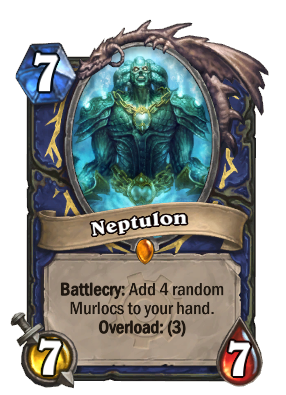 7
Neptulon
Battlecry: Add 4 random
Murlocs to your hand.
Overload: (3)
7
7